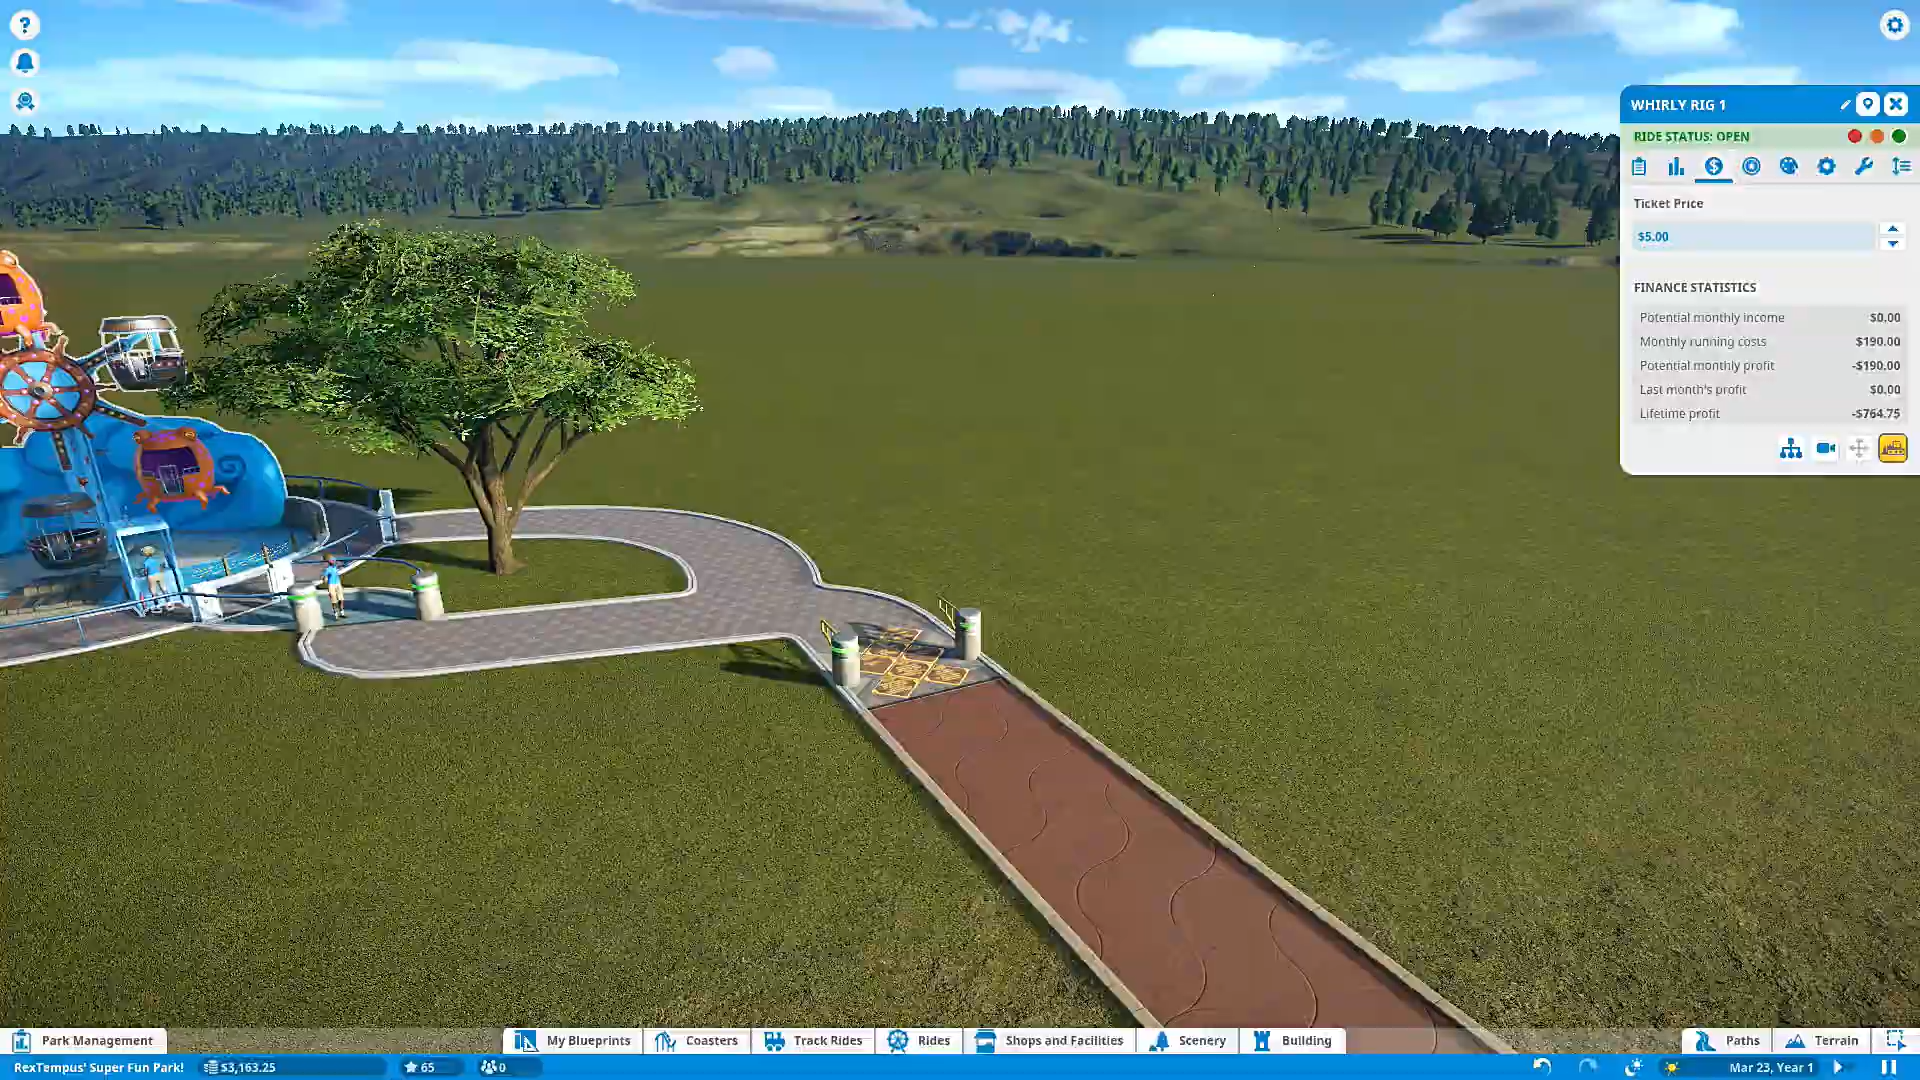 WHIRLY RIG 1
RIDE STATUS: OPEN
Ticket Price
$5.00
FINANCE STATISTICS
Potential monthly income $0.00
Monthly running costs $190.00
Potential monthly profit -$190.00
Last month's profit $0.00
Lifetime profit -$764.75
Park Management My Blueprints Coasters Track Rides Rides Shops and Facilities Scenery Building Paths Terrain
RexTempus' Super Fun Park! $3,163.25 65 0 Mar 23, Year 1